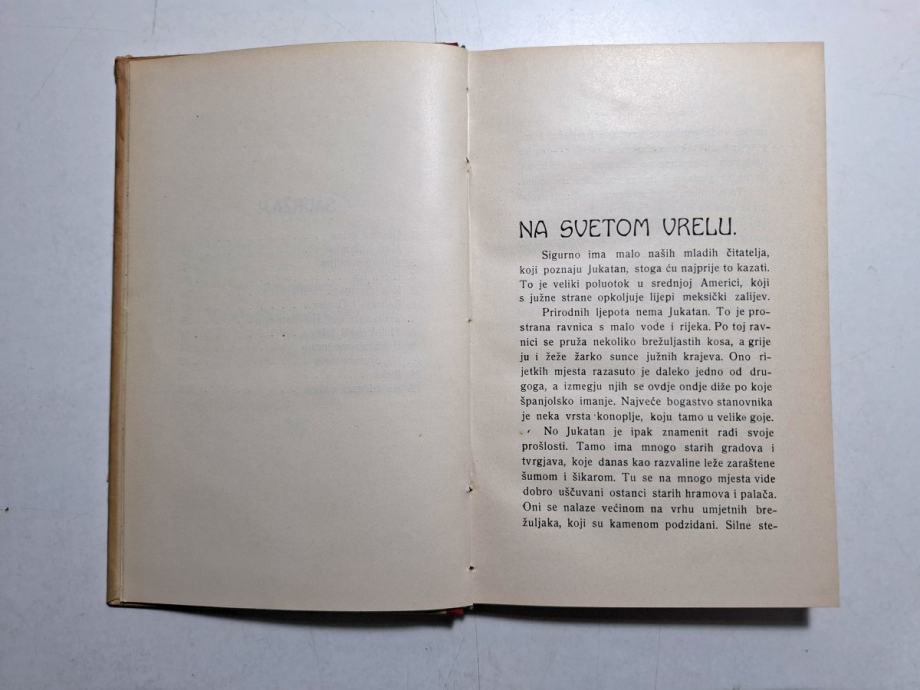 NA SVETOM VRELU.
Sigurno ima malo naših mladih čitatelja,
koji poznaju Jukatan, stoga ću najprije to kazati.
To je veliki poluotok u srednjoj Americi, koji
s južne strane opkoljuje lijepi meksički zalijev.
Prirodnih ljepota nema Jukatan. To je pro-
strana ravnica s malo vode i rijeka. Po toj rav-
nici se pruža nekoliko brežuljastih kosa, a grije
ju i žeže žarko sunce južnih krajeva. Ono ri-
jetkih mjesta razasuto je daleko jedno od dru-
goga, a izmegju njih se ovdje ondje diže po koje
španjolsko imanje. Najveće bogastvo stanovnika
je neka vrsta konoplje, koju tamo u velike goje.
No Jukatan je ipak znamenit radi svoje
prošlosti. Tamo ima mnogo starih gradova i
tvrgjava, koje danas kao razvaline leže zaraštene
šumom i šikarom. Tu se na mnogo mjesta vide
dobro uščuvani ostanci starih hramova i palača.
Oni se nalaze većinom na vrhu umjetnih bre-
žuljaka, koji su kamenom podzidani. Silne ste-